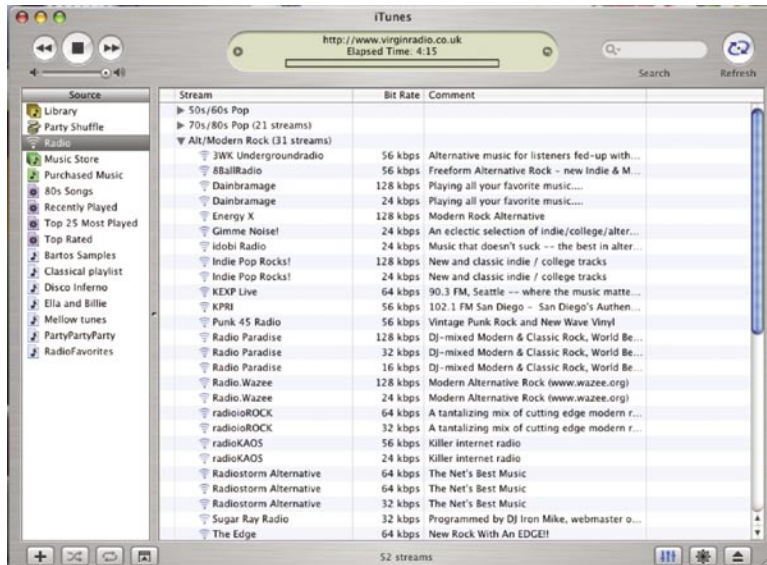 iTunes
http://www.virginradio.co.uk
Elapsed Time: 4:15
Search
Refresh
Source
Library
Party Shuffle
Radio
Music Store
Purchased Music
80s Songs
Recently Played
Top 25 Most Played
Top Rated
Bartos Samples
Classical playlist
Disco Inferno
Ella and Billie
Mellow tunes
PartyPartyParty
RadioFavorites
Stream Bit Rate Comment
50s/60s Pop
70s/80s Pop (21 streams)
Alt/Modern Rock (31 streams)
3WK Undergroundradio 56 kbps Alternative music for listeners fed-up with...
8BallRadio 56 kbps Freeform Alternative Rock - new Indie & M...
Dainbramage 128 kbps Playing all your favorite music....
Dainbramage 24 kbps Playing all your favorite music....
Energy X 128 kbps Modern Rock Alternative
Gimme Noise! 24 kbps An eclectic selection of indie/college/alter...
idobi Radio 24 kbps Music that doesn't suck -- the best in alter...
Indie Pop Rocks! 128 kbps New and classic indie / college tracks
Indie Pop Rocks! 24 kbps New and classic indie / college tracks
KEXP Live 64 kbps 90.3 FM, Seattle -- where the music matte...
KPRI 56 kbps 102.1 FM San Diego - San Diego's Authen...
Punk 45 Radio 56 kbps Vintage Punk Rock and New Wave Vinyl
Radio Paradise 128 kbps DJ-mixed Modern & Classic Rock, World Be...
Radio Paradise 32 kbps DJ-mixed Modern & Classic Rock, World Be...
Radio Paradise 16 kbps DJ-mixed Modern & Classic Rock, World Be...
Radio.Wazee 128 kbps Modern Alternative Rock (www.wazee.org)
Radio.Wazee 24 kbps Modern Alternative Rock (www.wazee.org)
radioioROCK 64 kbps A tantalizing mix of cutting edge modern r...
radioioROCK 32 kbps A tantalizing mix of cutting edge modern r...
radioKAOS 56 kbps Killer internet radio
radioKAOS 24 kbps Killer internet radio
Radiostorm Alternative 64 kbps The Net's Best Music
Radiostorm Alternative 64 kbps The Net's Best Music
Radiostorm Alternative 32 kbps The Net's Best Music
Sugar Ray Radio 32 kbps Programmed by DJ Iron Mike, webmaster o...
The Edge 64 kbps New Rock With An EDGE!!
52 streams